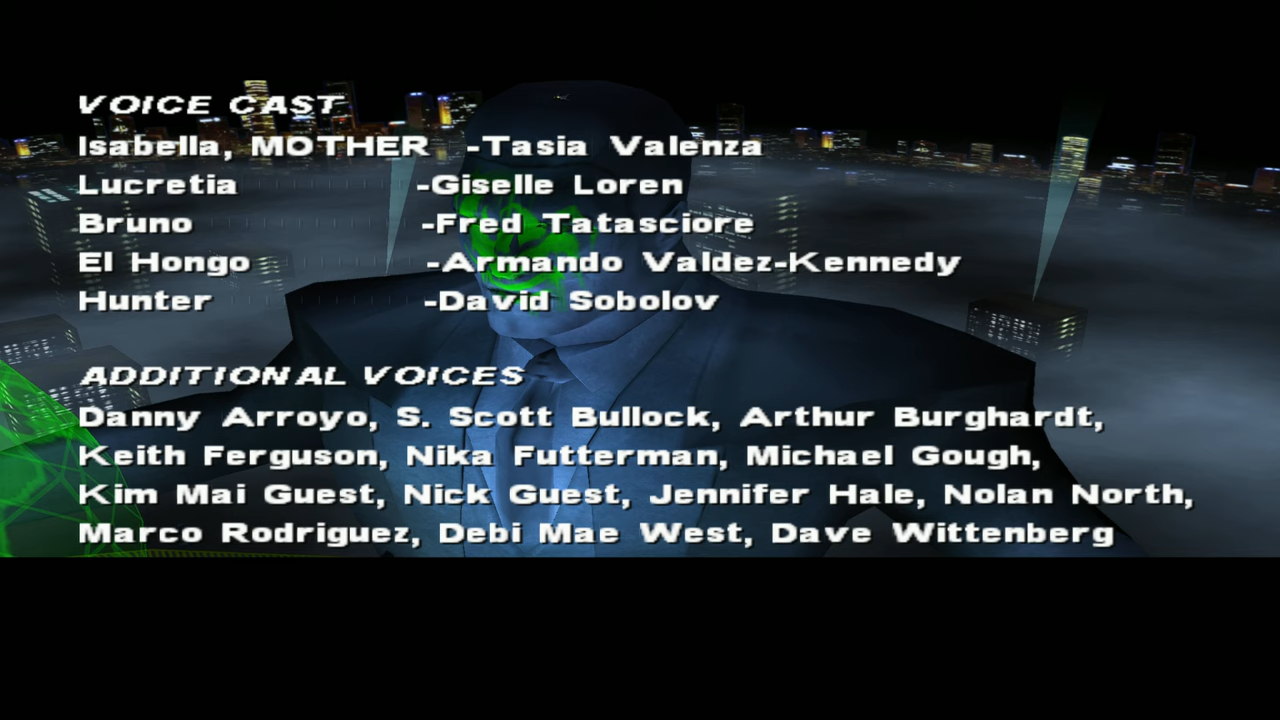 VOICE CAST
Isabella, MOTHER -Tasia Valenza
Lucretia -Giselle Loren
Bruno -Fred Tatasciore
El Hongo -Armando Valdez-Kennedy
Hunter -David Sobolov
ADDITIONAL VOICES
Danny Arroyo, S. Scott Bullock, Arthur Burghardt,
Keith Ferguson, Nika Futterman, Michael Gough,
Kim Mai Guest, Nick Guest, Jennifer Hale, Nolan North,
Marco Rodriguez, Debi Mae West, Dave Wittenberg